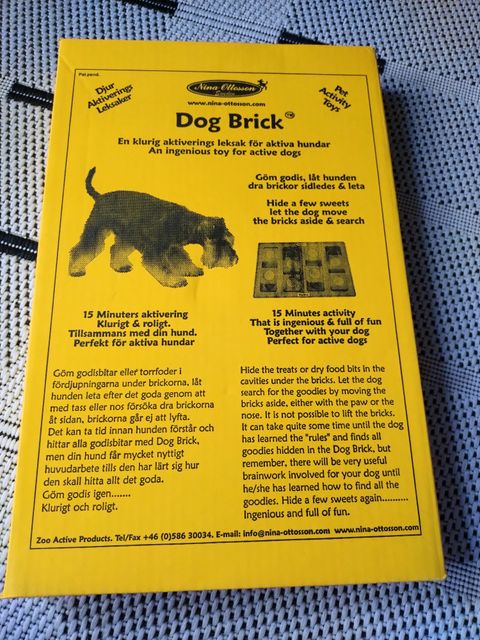 Pat.pend.
Djur
Aktiverings
Leksaker
Nina Ottosson
www.nina-ottosson.com
Pet
Activity
Toys
Dog Brick
En klurig aktiverings leksak för aktiva hundar
An ingenious toy for active dogs
Göm godis, låt hunden
dra brickor sidledes & leta
Hide a few sweets
let the dog move
the bricks aside & search
15 Minuters aktivering
Klurigt & roligt.
Tillsammans med din hund.
Perfekt för aktiva hundar
15 Minutes activity
That is ingenious & full of fun
Together with your dog
Perfect for active dogs
Göm godisbitar eller torrfoder i
fördjupningarna under brickorna, låt
hunden leta efter det goda genom att
med tass eller nos försöka dra brickorna
åt sidan, brickorna går ej att lyfta.
Det kan ta tid innan hunden förstår och
hittar alla godisbitar med Dog Brick,
men din hund får mycket nyttigt
huvudarbete tills den har lärt sig hur
den skall hitta allt det goda.
Göm godis igen.......
Klurigt och roligt.
Hide the treats or dry food bits in the
cavities under the bricks. Let the dog
search for the goodies by moving the
bricks aside, either with the paw or the
nose. It is not possible to lift the bricks.
It can take quite some time until the dog
has learned the "rules" and finds all
goodies hidden in the Dog Brick, but
remember, there will be very useful
brainwork involved for your dog until
he/she has learned how to find all the
goodies. Hide a few sweets again..........
Ingenious and full of fun.
Zoo Active Products. Tel/Fax +46 (0)586 30034. E-mail: info@nina-ottosson.com www.nina-ottosson.com